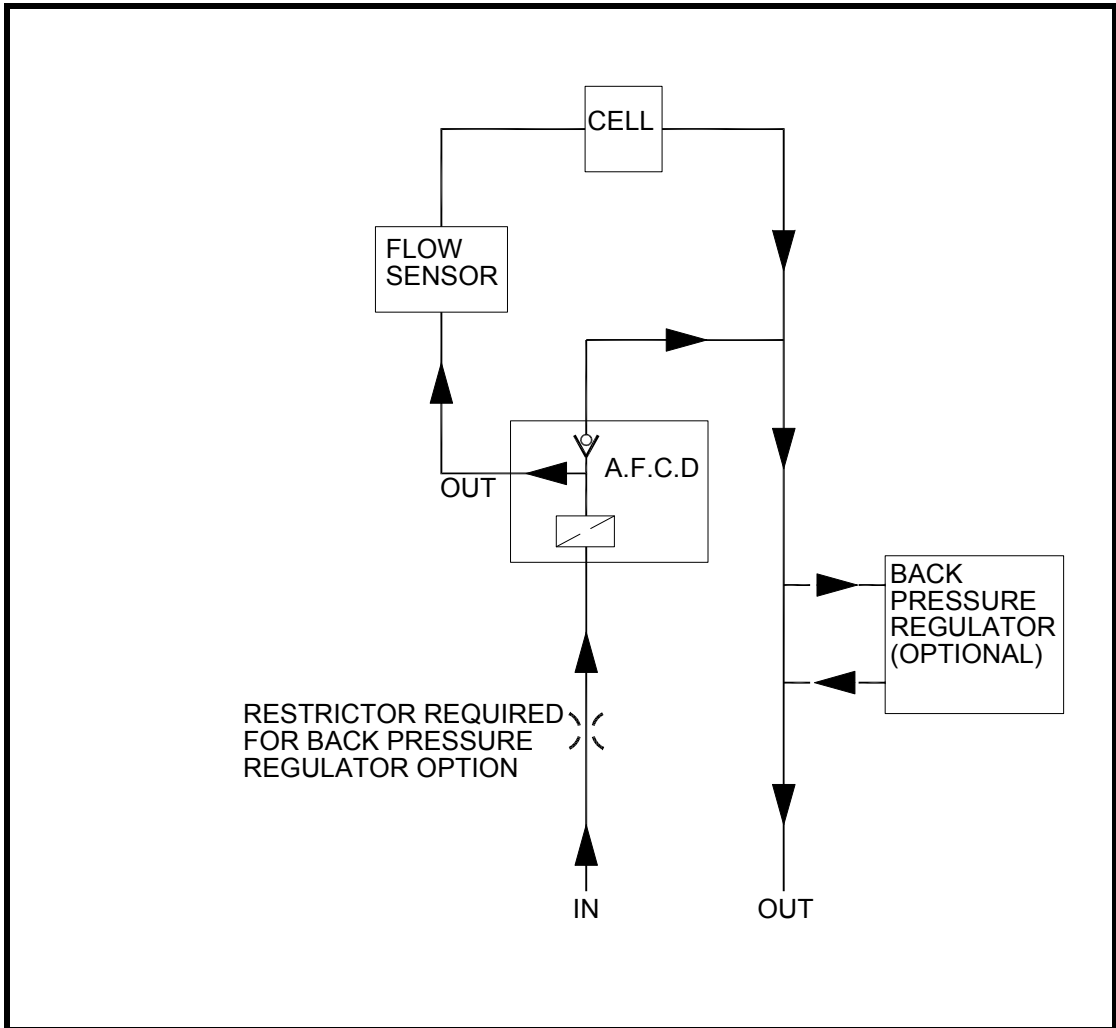 CELL
FLOW
SENSOR
A.F.C.D
OUT
BACK
PRESSURE
REGULATOR
(OPTIONAL)
RESTRICTOR REQUIRED
FOR BACK PRESSURE
REGULATOR OPTION
IN
OUT